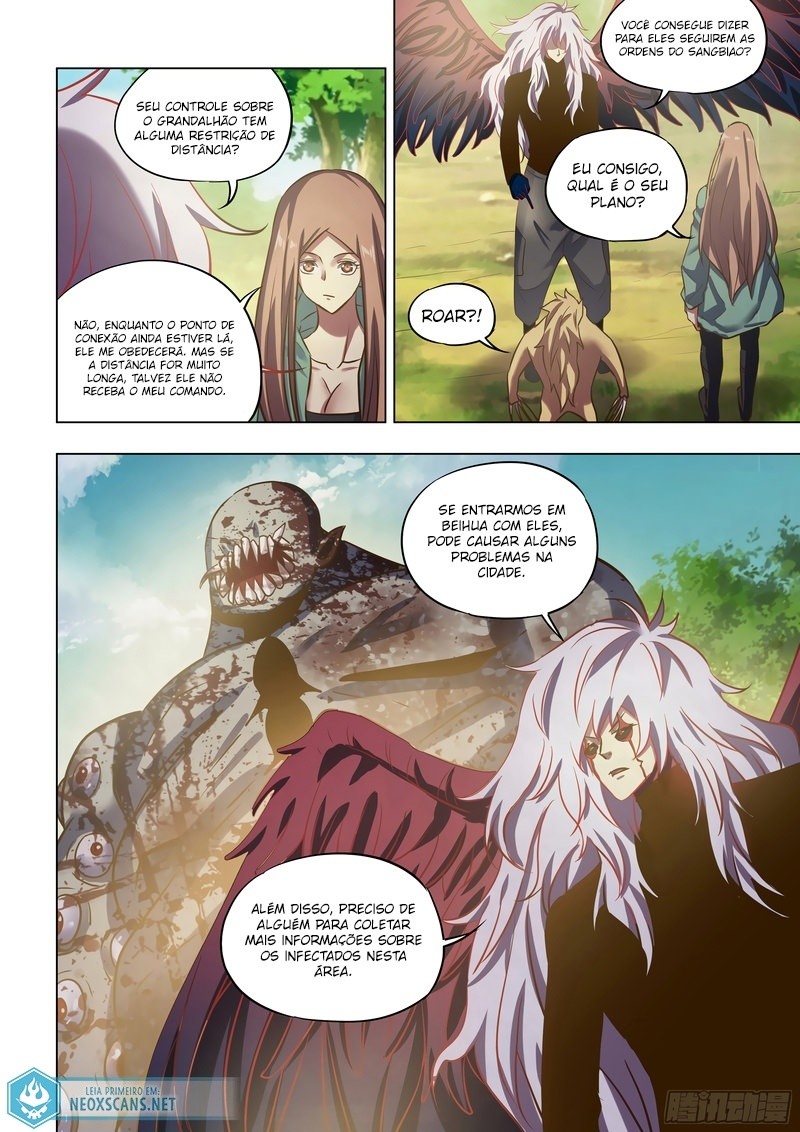 SEU CONTROLE SOBRE
O GRANDALHÃO TEM
ALGUMA RESTRIÇÃO DE
DISTÂNCIA?
NÃO, ENQUANTO O PONTO DE
CONEXÃO AINDA ESTIVER LÁ,
ELE ME OBEDECERÁ. MAS SE
A DISTÂNCIA FOR MUITO
LONGA, TALVEZ ELE NÃO
RECEBA O MEU COMANDO.
VOCÊ CONSEGUE DIZER
PARA ELES SEGUIREM AS
ORDENS DO SANGBIAO?
EU CONSIGO,
QUAL É O SEU
PLANO?
ROAR?!
SE ENTRARMOS EM
BEIHUA COM ELES,
PODE CAUSAR ALGUNS
PROBLEMAS NA
CIDADE.
ALÉM DISSO, PRECISO DE
ALGUÉM PARA COLETAR
MAIS INFORMAÇÕES SOBRE
OS INFECTADOS NESTA
ÁREA.
LEIA PRIMEIRO EM:
NEOXSCANS.NET
腾讯动漫